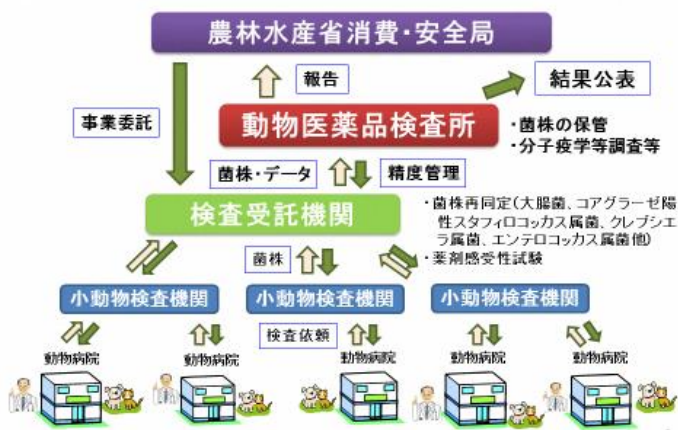 農林水産省消費・安全局
報告
結果公表
事業委託
動物医薬品検査所
・菌株の保管
・分子疫学等調査等
菌株・データ
精度管理
検査受託機関
・菌株再同定(大腸菌、コアグラーゼ陽
性スタフィロコッカス属菌、クレブシエ
ラ属菌、エンテロコッカス属菌他)
・薬剤感受性試験
菌株
小動物検査機関
小動物検査機関
小動物検査機関
検査依頼
動物病院
動物病院
動物病院
動物病院
動物病院